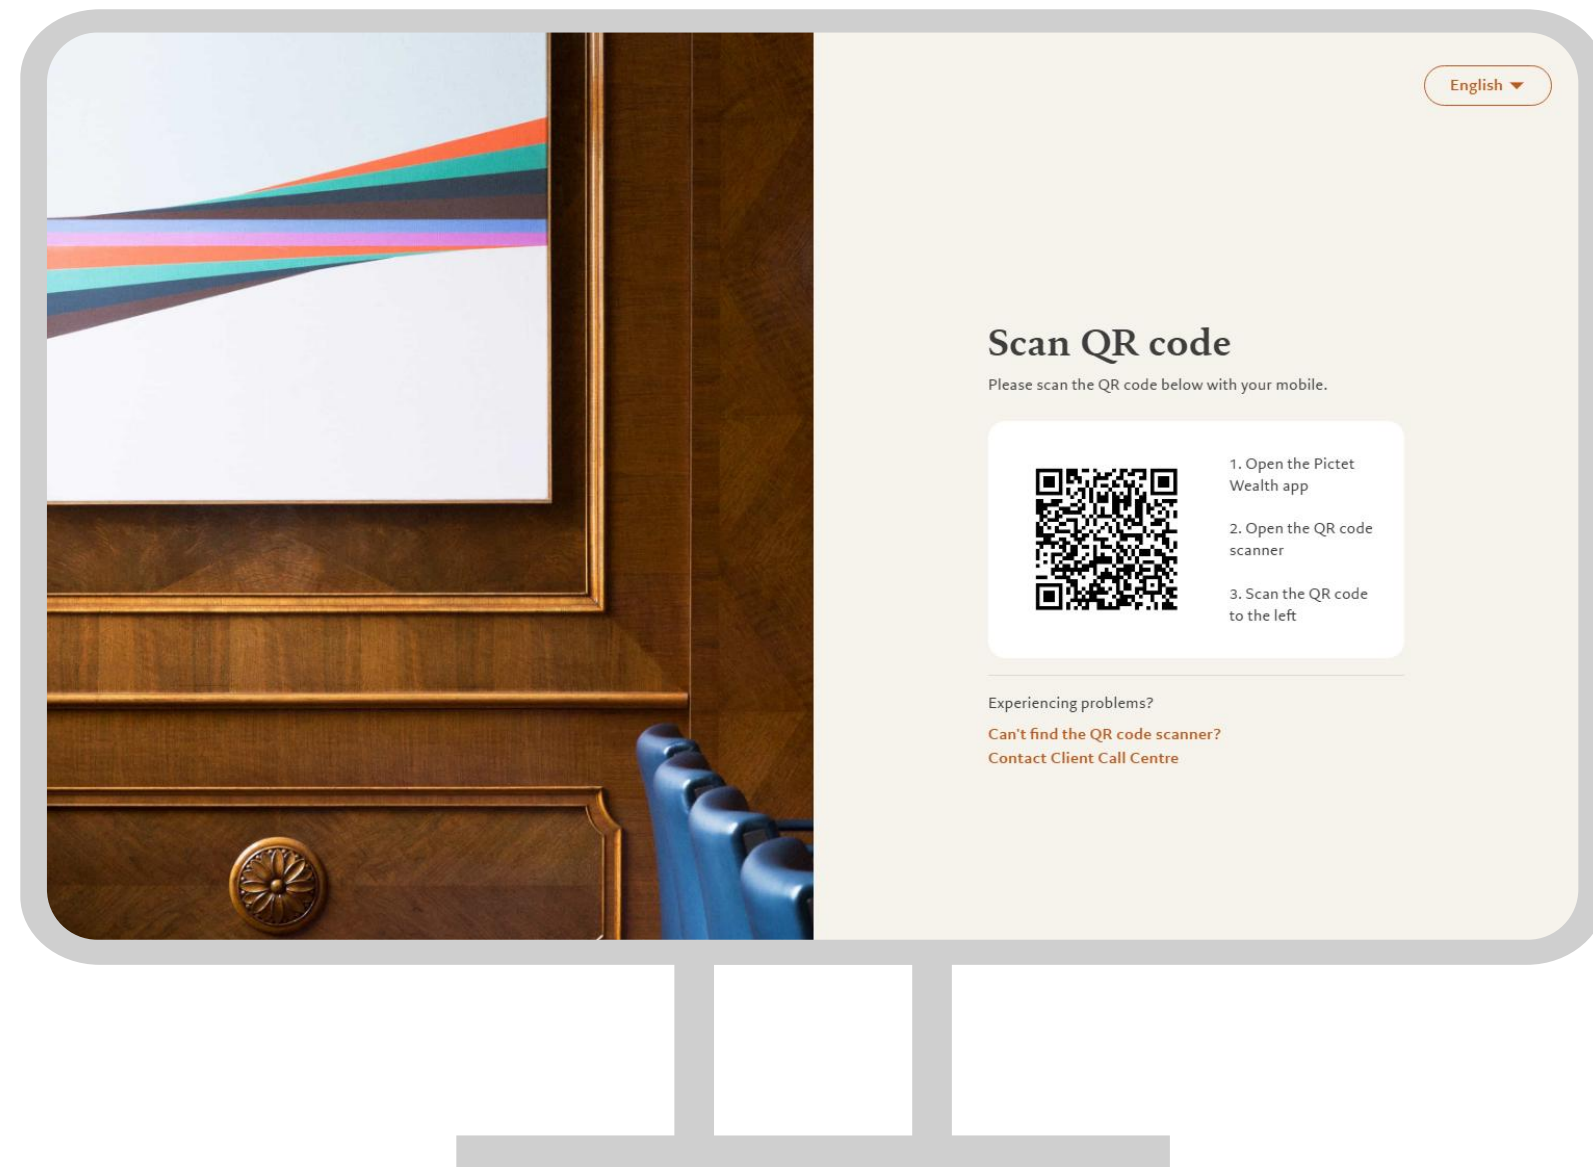 English
Scan QR code
Please scan the QR code below with your mobile.
1. Open the Pictet
Wealth app
2. Open the QR code
scanner
3. Scan the QR code
to the left
Experiencing problems?
Can't find the QR code scanner?
Contact Client Call Centre